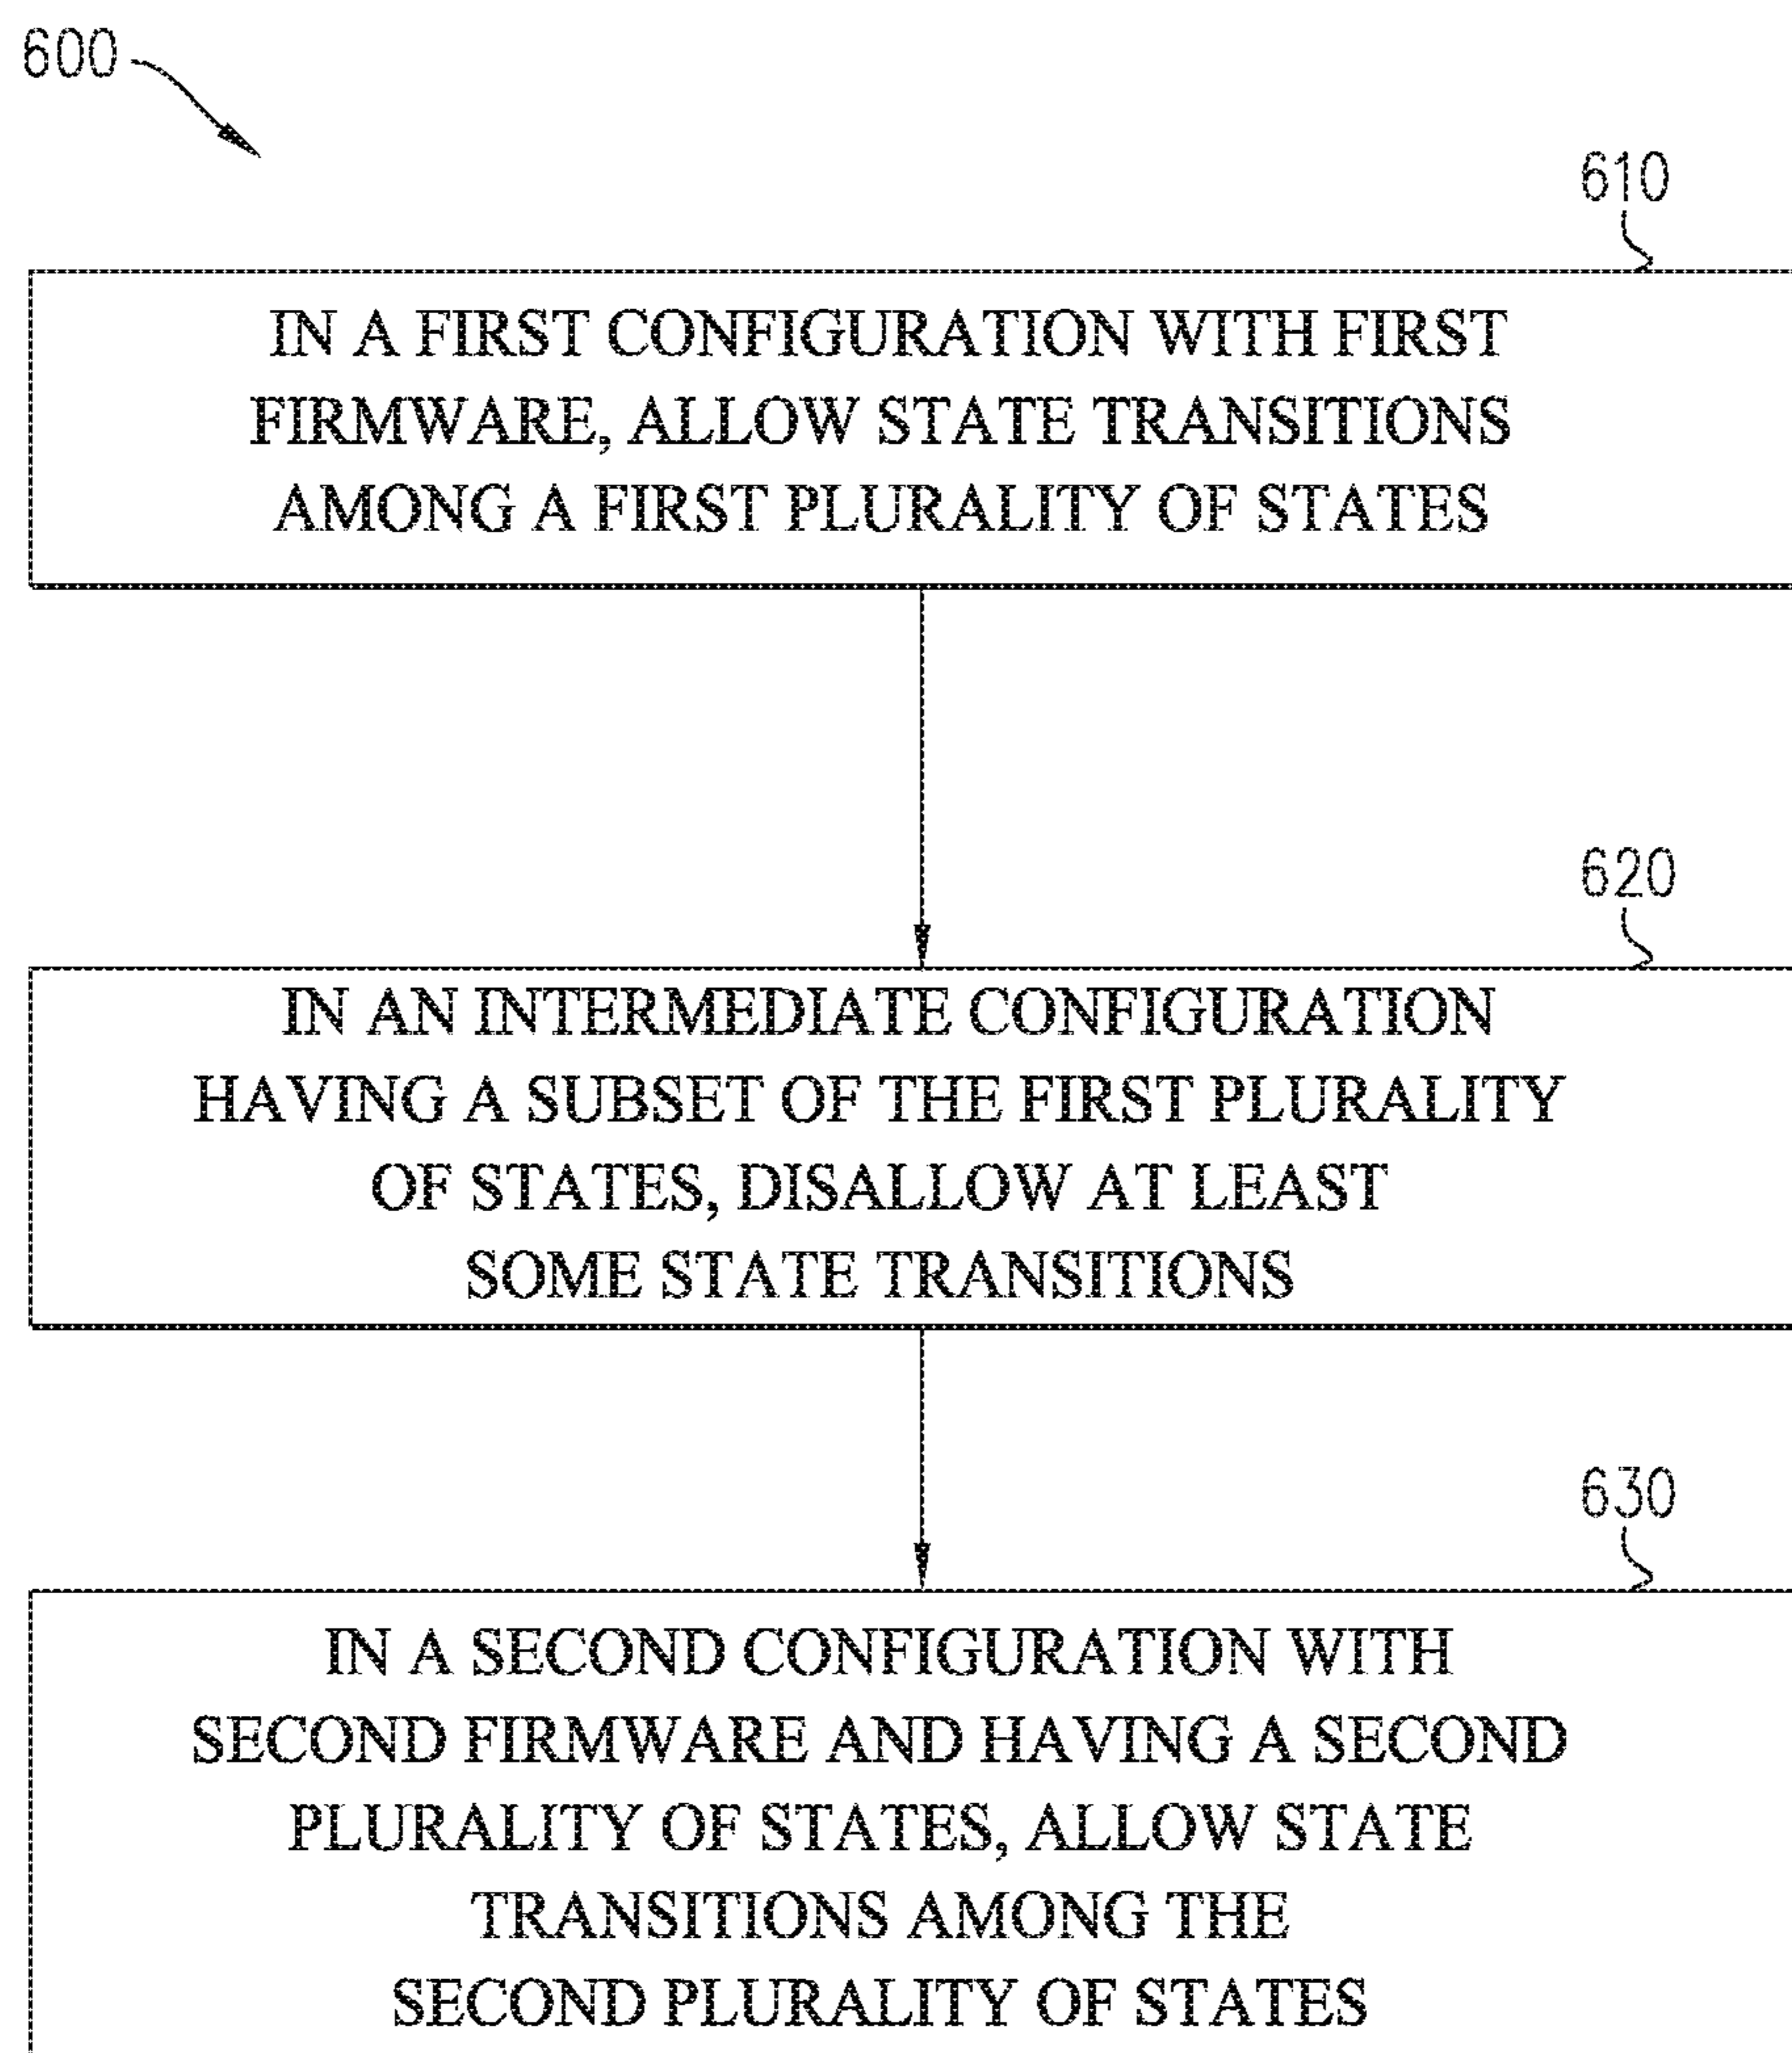 600
610
IN A FIRST CONFIGURATION WITH FIRST
FIRMWARE, ALLOW STATE TRANSITIONS
AMONG A FIRST PLURALITY OF STATES
620
IN AN INTERMEDIATE CONFIGURATION
HAVING A SUBSET OF THE FIRST PLURALITY
OF STATES, DISALLOW AT LEAST
SOME STATE TRANSITIONS
630
IN A SECOND CONFIGURATION WITH
SECOND FIRMWARE AND HAVING A SECOND
PLURALITY OF STATES, ALLOW STATE
TRANSITIONS AMONG THE
SECOND PLURALITY OF STATES